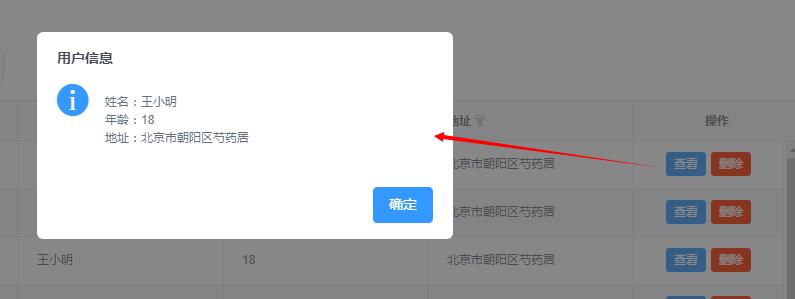 用户信息
i
姓名：王小明
年龄：18
地址：北京市朝阳区芍药居
确定
地址
操作
北京市朝阳区芍药居
查看
删除
北京市朝阳区芍药居
查看
删除
王小明
18
北京市朝阳区芍药居
查看
删除